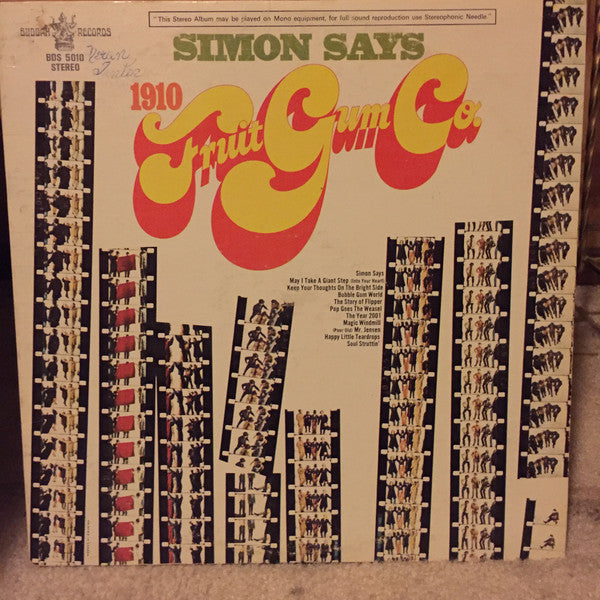 "This Stereo Album may be played on Mono equipment, for full sound reproduction use Stereophonic Needle."
BUDDAH RECORDS
BDS 5010
STEREO
SIMON SAYS
1910
Fruit Gum Co.
Simon Says
May I Take A Giant Step (Into Your Heart)
Keep Your Thoughts On The Bright Side
Bubble Gum World
The Story of Flipper
Pop Goes The Weasel
The Year 2001
Magic Windmill
(Poor Old) Mr. Jensen
Happy Little Teardrops
Soul Struttin'